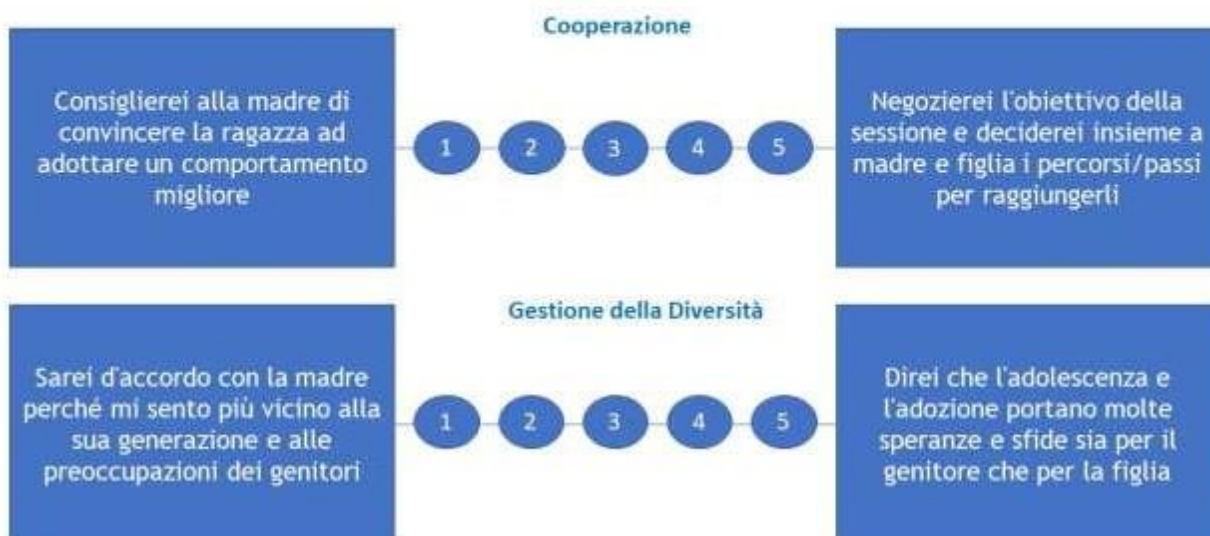 Cooperazione
Consiglierei alla madre di
convincere la ragazza ad
adottare un comportamento
migliore
1 2 3 4 5
Negozierei l'obiettivo della
sessione e deciderei insieme a
madre e figlia i percorsi/passi
per raggiungerli
Gestione della Diversità
Sarei d'accordo con la madre
perché mi sento più vicino alla
sua generazione e alle
preoccupazioni dei genitori
1 2 3 4 5
Direi che l'adolescenza e
l'adozione portano molte
speranze e sfide sia per il
genitore che per la figlia